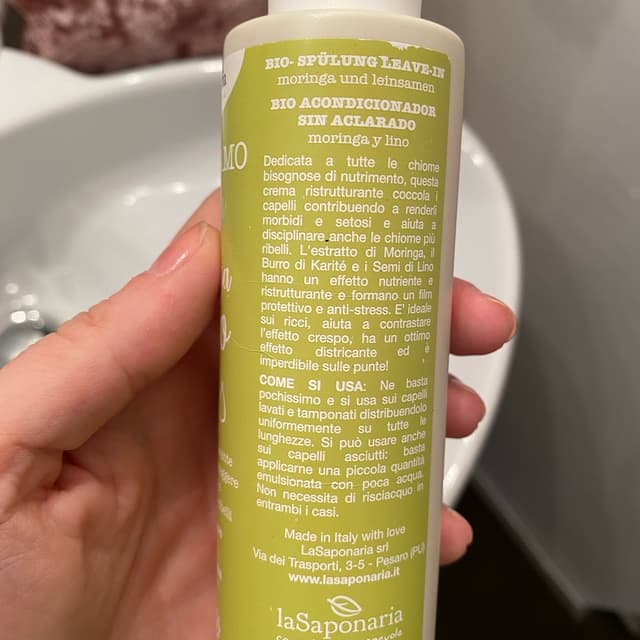 BIO- SPÜLUNG LEAVE-IN
moringa und leinsamen
BIO ACONDICIONADOR
SIN ACLARADO
moringa y lino
Dedicata a tutte le chiome
bisognose di nutrimento, questa
crema ristrutturante coccola i
capelli contribuendo a renderli
morbidi e setosi e aiuta a
disciplinare anche le chiome più
ribelli. L'estratto di Moringa, il
Burro di Karité e i Semi di Lino
hanno un effetto nutriente e
ristrutturante e formano un film
protettivo e anti-stress. E' ideale
sui ricci, aiuta a contrastare
l'effetto crespo, ha un ottimo
effetto districante ed è
imperdibile sulle punte!
COME SI USA: Ne basta
pochissimo e si usa sui capelli
lavati e tamponati distribuendolo
uniformemente su tutte le
lunghezze. Si può usare anche
sui capelli asciutti: basta
applicarne una piccola quantità
emulsionata con poca acqua.
Non necessita di risciacquo in
entrambi i casi.
Made in Italy with love
LaSaponaria srl
Via dei Trasporti, 3-5 - Pesaro (PU)
www.lasaponaria.it
laSaponaria